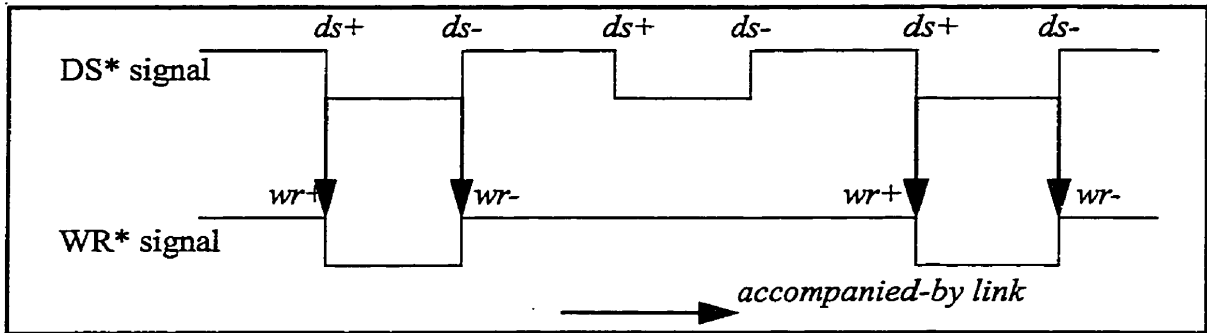 ds+ ds- ds+ ds- ds+ ds-
DS* signal
wr+ wr- wr+ wr-
WR* signal
accompanied-by link